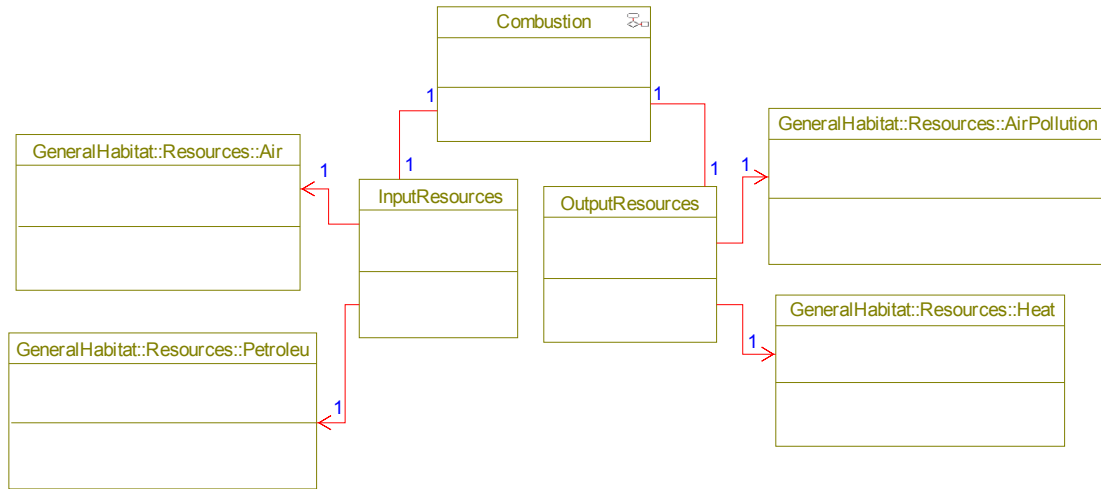 Combustion
1
1
GeneralHabitat::Resources::AirPollution
GeneralHabitat::Resources::Air
1
1
1
1
InputResources
OutputResources
GeneralHabitat::Resources::Heat
1
GeneralHabitat::Resources::Petroleu
1